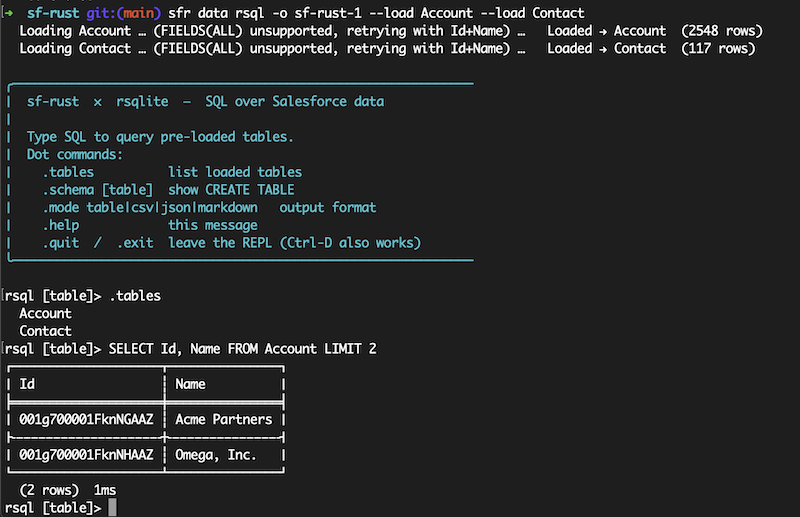 ➜  sf-rust git:(main) sfr data rsql -o sf-rust-1 --load Account --load Contact
Loading Account … (FIELDS(ALL) unsupported, retrying with Id+Name) …   Loaded → Account  (2548 rows)
Loading Contact … (FIELDS(ALL) unsupported, retrying with Id+Name) …   Loaded → Contact  (117 rows)
sf-rust  ×  rsqlite  —  SQL over Salesforce data
Type SQL to query pre-loaded tables.
Dot commands:
.tables          list loaded tables
.schema [table]  show CREATE TABLE
.mode table|csv|json|markdown   output format
.help            this message
.quit  /  .exit  leave the REPL (Ctrl-D also works)
rsql [table]> .tables
Account
Contact
rsql [table]> SELECT Id, Name FROM Account LIMIT 2
Id  Name
001g700001FknNGAAZ  Acme Partners
001g700001FknNHAAZ  Omega, Inc.
(2 rows)  1ms
rsql [table]>